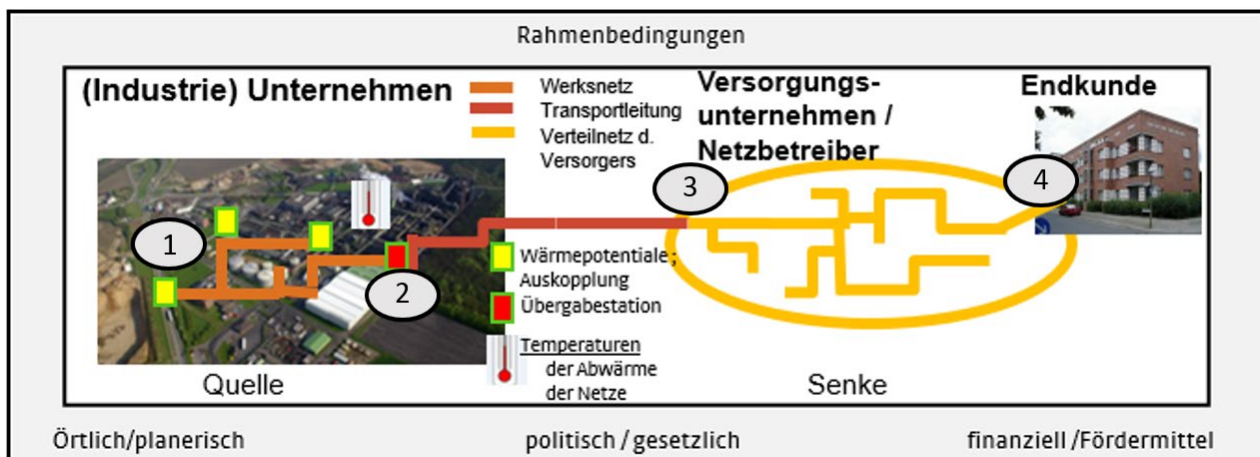 Rahmenbedingungen
(Industrie) Unternehmen
Werksnetz
Transportleitung
Verteilnetz d.
Versorgers
Versorgungs-
unternehmen /
Netzbetreiber
Endkunde
1
2
3
4
Wärmepotentiale;
Auskopplung
Übergabestation
Temperaturen
der Abwärme
der Netze
Quelle
Senke
Örtlich/planerisch
politisch / gesetzlich
finanziell /Fördermittel